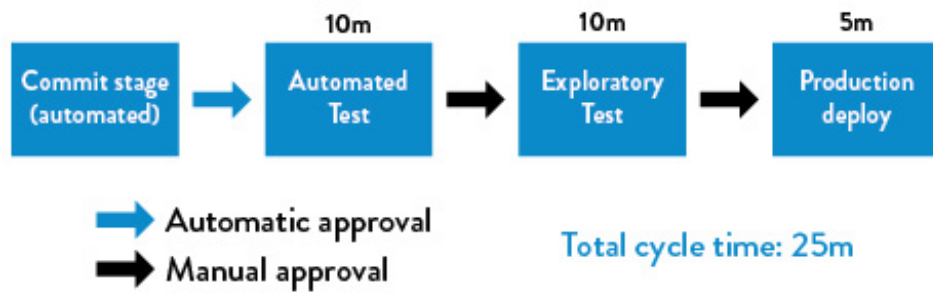 10m
10m
5m
Commit stage
(automated)
Automated
Test
Exploratory
Test
Production
deploy
Automatic approval
Manual approval
Total cycle time: 25m